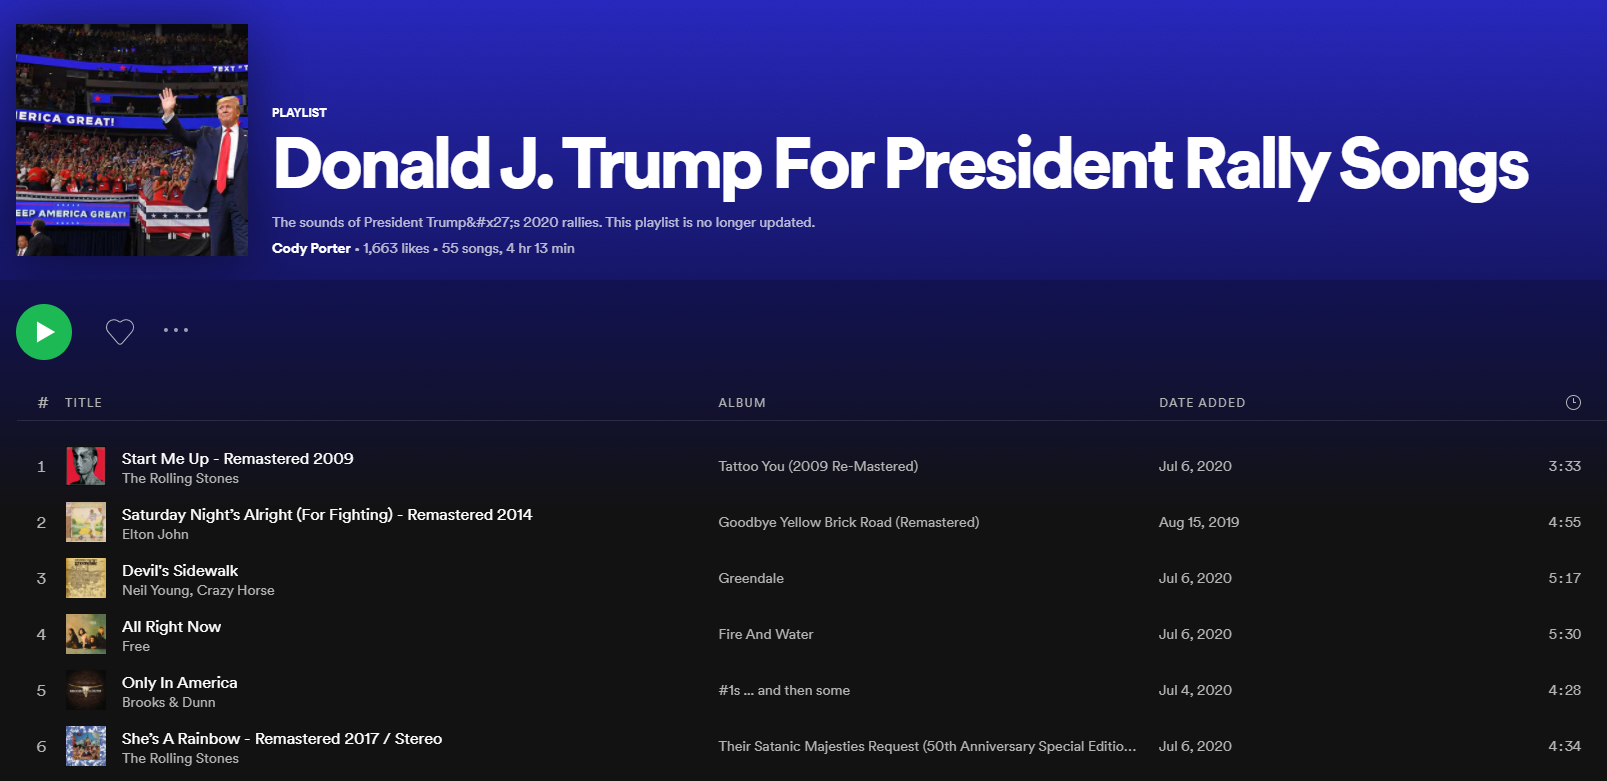 TEXT "T
ERICA GREAT!
EEP AMERICA GREAT!
PLAYLIST
Donald J. Trump For President Rally Songs
The sounds of President Trump&#x27;s 2020 rallies. This playlist is no longer updated.
Cody Porter • 1,663 likes • 55 songs, 4 hr 13 min
# TITLE ALBUM DATE ADDED
1 Start Me Up - Remastered 2009 Tattoo You (2009 Re-Mastered) Jul 6, 2020 3:33
The Rolling Stones
2 Saturday Night's Alright (For Fighting) - Remastered 2014 Goodbye Yellow Brick Road (Remastered) Aug 15, 2019 4:55
Elton John
3 Devil's Sidewalk Greendale Jul 6, 2020 5:17
Neil Young, Crazy Horse
4 All Right Now Fire And Water Jul 6, 2020 5:30
Free
5 Only In America #1s ... and then some Jul 4, 2020 4:28
Brooks & Dunn
6 She's A Rainbow - Remastered 2017 / Stereo Their Satanic Majesties Request (50th Anniversary Special Editio... Jul 6, 2020 4:34
The Rolling Stones